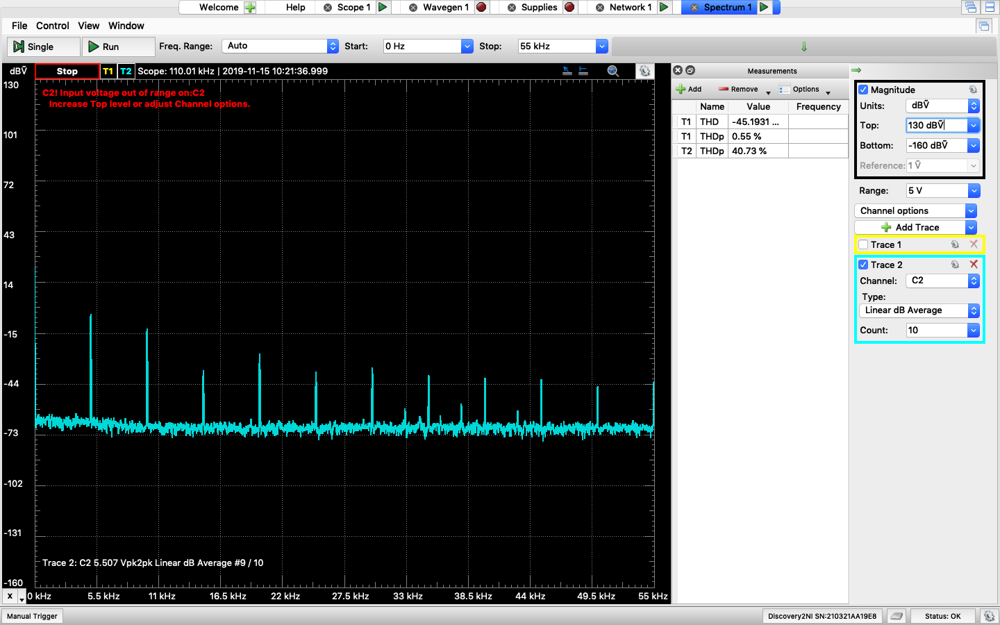 Welcome Help Scope 1 Wavegen 1 Supplies Network 1 Spectrum 1
File Control View Window
Single Run Freq. Range: Auto Start: 0 Hz Stop: 55 kHz
dBṼ Stop T1 T2 Scope: 110.01 kHz | 2019-11-15 10:21:36.999
C2! Input voltage out of range on:C2
Increase Top level or adjust Channel options.
130
101
72
43
14
-15
-44
-73
-102
-131
-160
Trace 2: C2 5.507 Vpk2pk Linear dB Average #9 / 10
X 0 kHz 5.5 kHz 11 kHz 16.5 kHz 22 kHz 27.5 kHz 33 kHz 38.5 kHz 44 kHz 49.5 kHz 55 kHz
Measurements
Add Remove Options
Name Value Frequency
T1 THD -45.1931 ...
T1 THDp 0.55 %
T2 THDp 40.73 %
Magnitude
Units: dBṼ
Top: 130 dBṼ
Bottom: -160 dBṼ
Reference: 1 Ṽ
Range: 5 V
Channel options
Add Trace
Trace 1
Trace 2
Channel: C2
Type:
Linear dB Average
Count: 10
Manual Trigger Discovery2NI SN:210321AA19E8 Status: OK